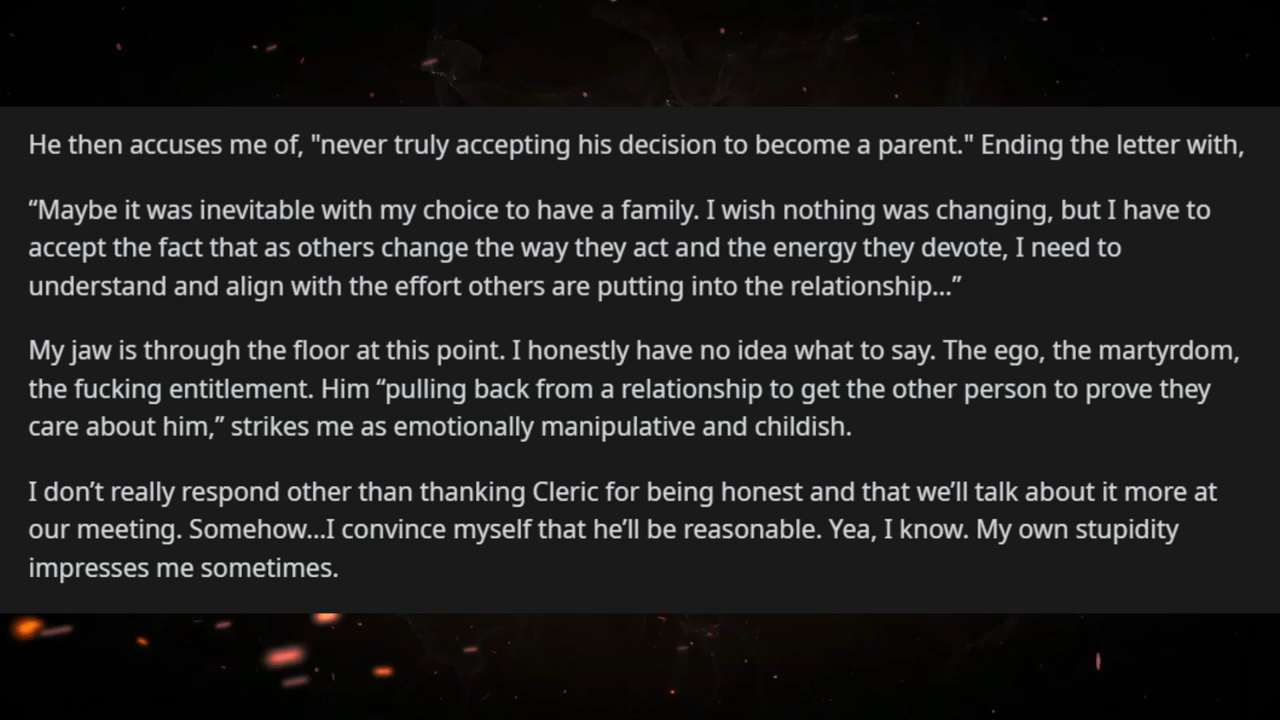 He then accuses me of, "never truly accepting his decision to become a parent." Ending the letter with,
“Maybe it was inevitable with my choice to have a family. I wish nothing was changing, but I have to
accept the fact that as others change the way they act and the energy they devote, I need to
understand and align with the effort others are putting into the relationship…”
My jaw is through the floor at this point. I honestly have no idea what to say. The ego, the martyrdom,
the fucking entitlement. Him “pulling back from a relationship to get the other person to prove they
care about him,” strikes me as emotionally manipulative and childish.
I don’t really respond other than thanking Cleric for being honest and that we’ll talk about it more at
our meeting. Somehow…I convince myself that he’ll be reasonable. Yea, I know. My own stupidity
impresses me sometimes.